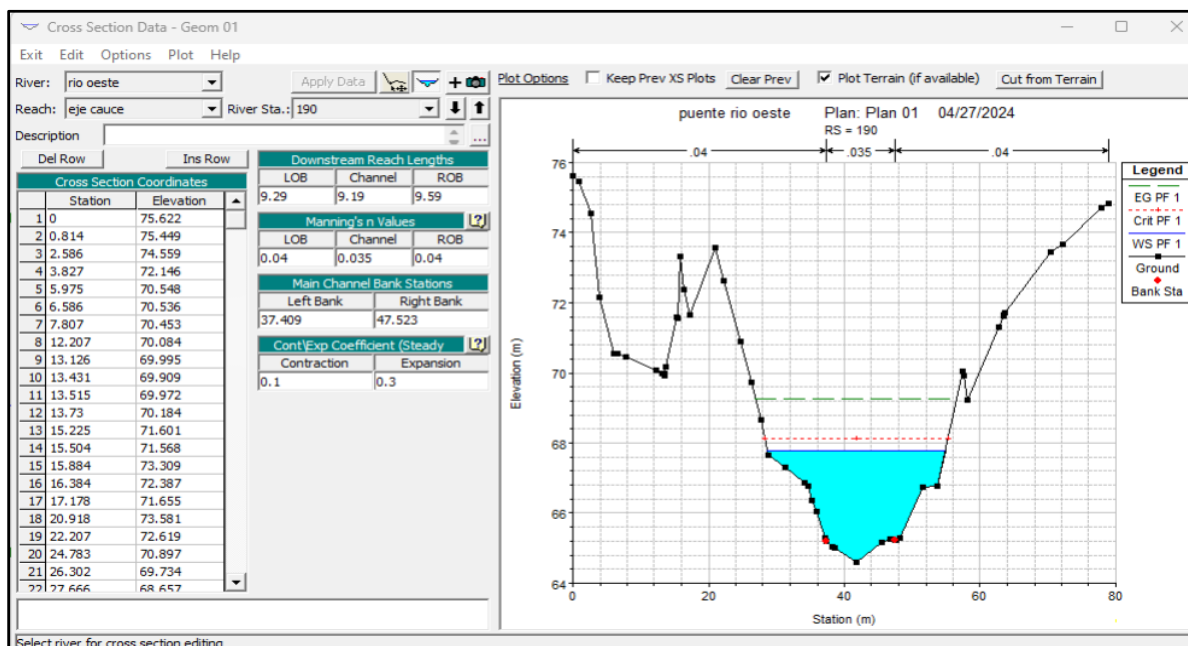 Cross Section Data - Geom 01
Exit Edit Options Plot Help
River: rio oeste Apply Data Plot Options Keep Prev XS Plots Clear Prev Plot Terrain (if available) Cut from Terrain
Reach: eje cauce River Sta.: 190
Description ...
Del Row Ins Row
Cross Section Coordinates
Station Elevation
1 0 75.622
2 0.814 75.449
3 2.586 74.559
4 3.827 72.146
5 5.975 70.548
6 6.586 70.536
7 7.807 70.453
8 12.207 70.084
9 13.126 69.995
10 13.431 69.909
11 13.515 69.972
12 13.73 70.184
13 15.225 71.601
14 15.504 71.568
15 15.884 73.309
16 16.384 72.387
17 17.178 71.655
18 20.918 73.581
19 22.207 72.619
20 24.783 70.897
21 26.302 69.734
22 27.666 68.657
Downstream Reach Lengths
LOB Channel ROB
9.29 9.19 9.59
Manning's n Values
LOB Channel ROB
0.04 0.035 0.04
Main Channel Bank Stations
Left Bank Right Bank
37.409 47.523
Cont\Exp Coefficient (Steady
Contraction Expansion
0.1 0.3
puente rio oeste Plan: Plan 01 04/27/2024
RS = 190
.04 .035 .04
76
74
72
70
68
66
64
Elevation (m)
0 20 40 60 80
Station (m)
Legend
EG PF 1
Crit PF 1
WS PF 1
Ground
Bank Sta
Select river for cross section editing